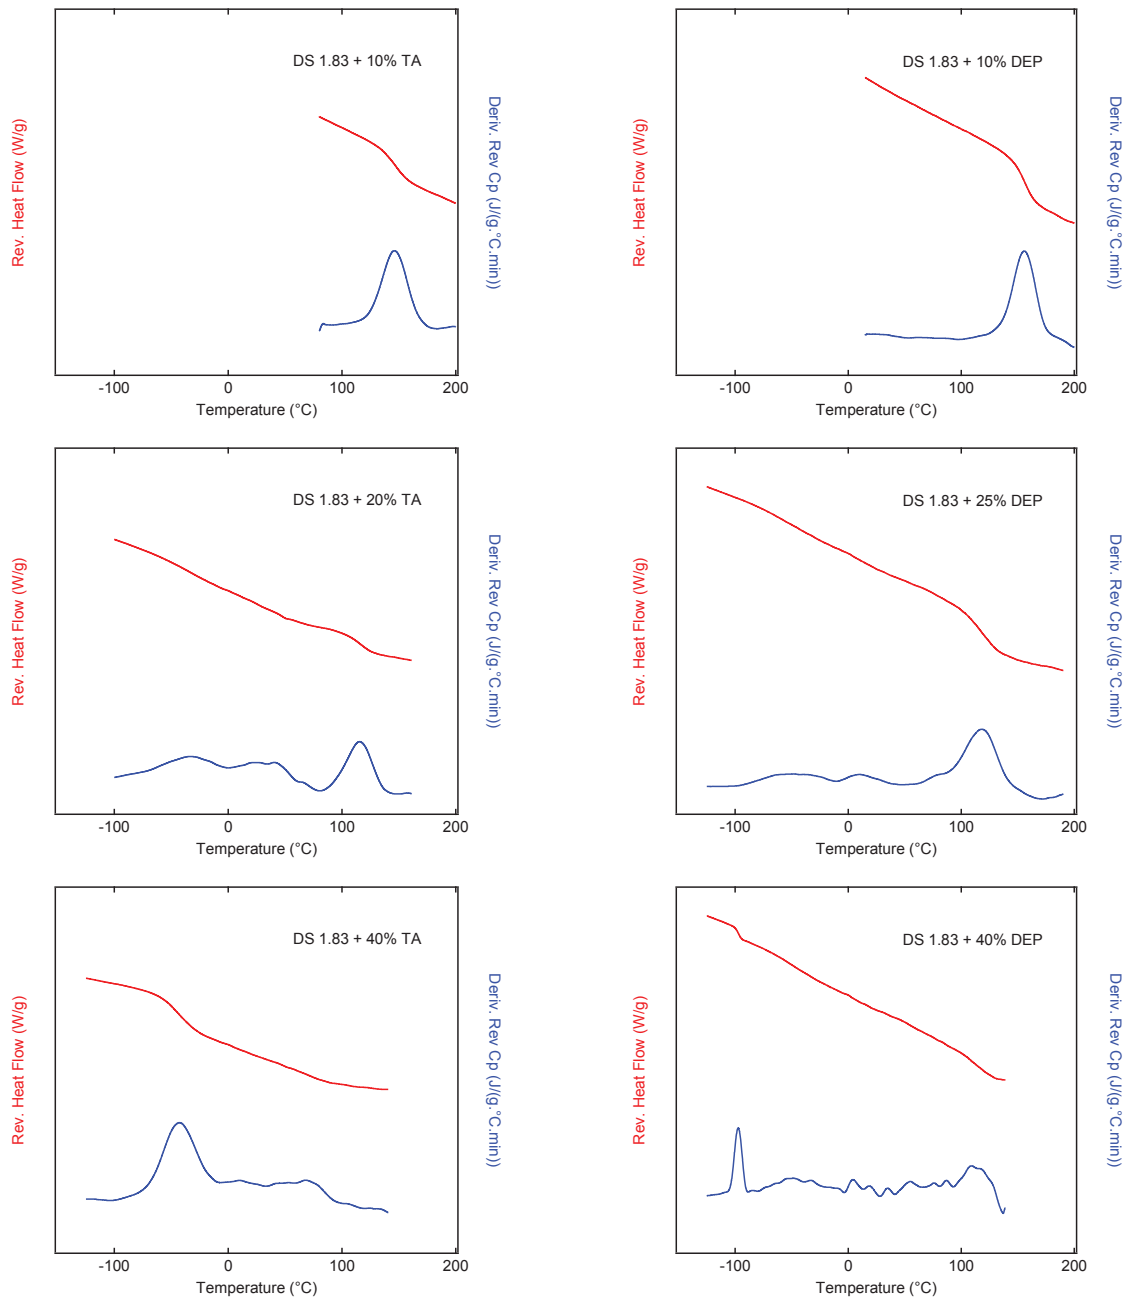 DS 1.83 + 10% TA
Rev. Heat Flow (W/g)
Deriv. Rev Cp (J/(g.°C.min))
-100 0 100 200
Temperature (°C)
DS 1.83 + 10% DEP
Rev. Heat Flow (W/g)
Deriv. Rev Cp (J/(g.°C.min))
-100 0 100 200
Temperature (°C)
DS 1.83 + 20% TA
Rev. Heat Flow (W/g)
Deriv. Rev Cp (J/(g.°C.min))
-100 0 100 200
Temperature (°C)
DS 1.83 + 25% DEP
Rev. Heat Flow (W/g)
Deriv. Rev Cp (J/(g.°C.min))
-100 0 100 200
Temperature (°C)
DS 1.83 + 40% TA
Rev. Heat Flow (W/g)
Deriv. Rev Cp (J/(g.°C.min))
-100 0 100 200
Temperature (°C)
DS 1.83 + 40% DEP
Rev. Heat Flow (W/g)
Deriv. Rev Cp (J/(g.°C.min))
-100 0 100 200
Temperature (°C)